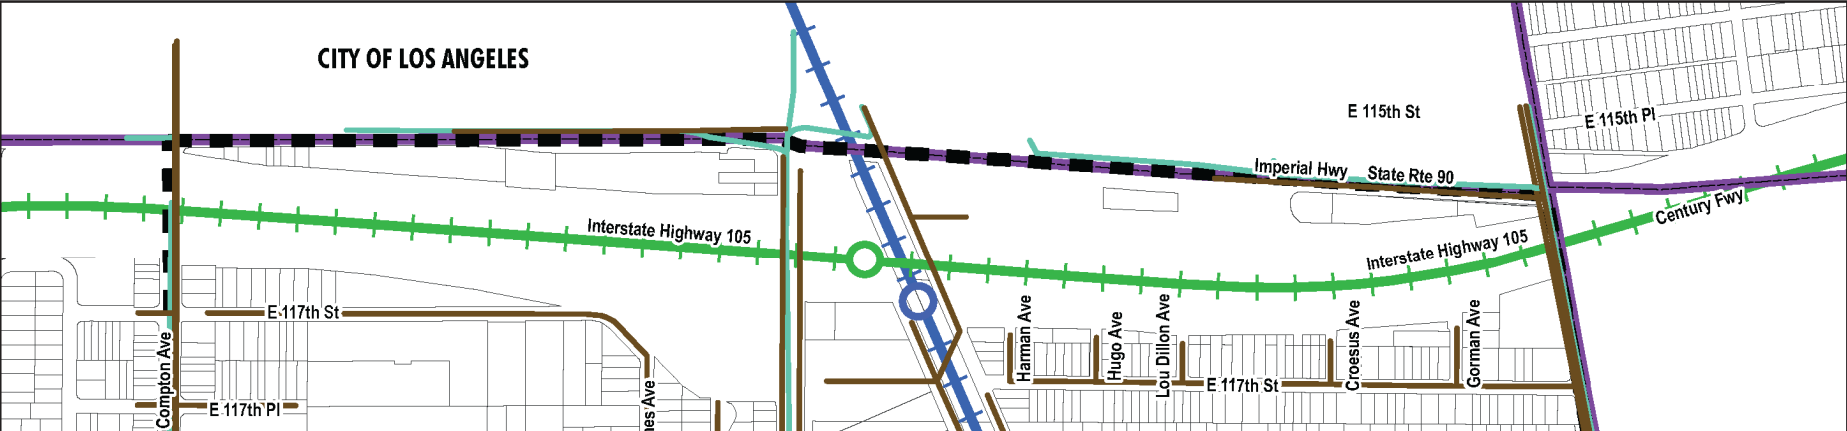 CITY OF LOS ANGELES
E 115th St
E 115th Pl
Imperial Hwy
State Rte 90
Century Fwy
Interstate Highway 105
Interstate Highway 105
E 117th St
Harman Ave
Hugo Ave
Lou Dillon Ave
Croesus Ave
Gorman Ave
Compton Ave
E 117th St
E 117th Pl
nes Ave